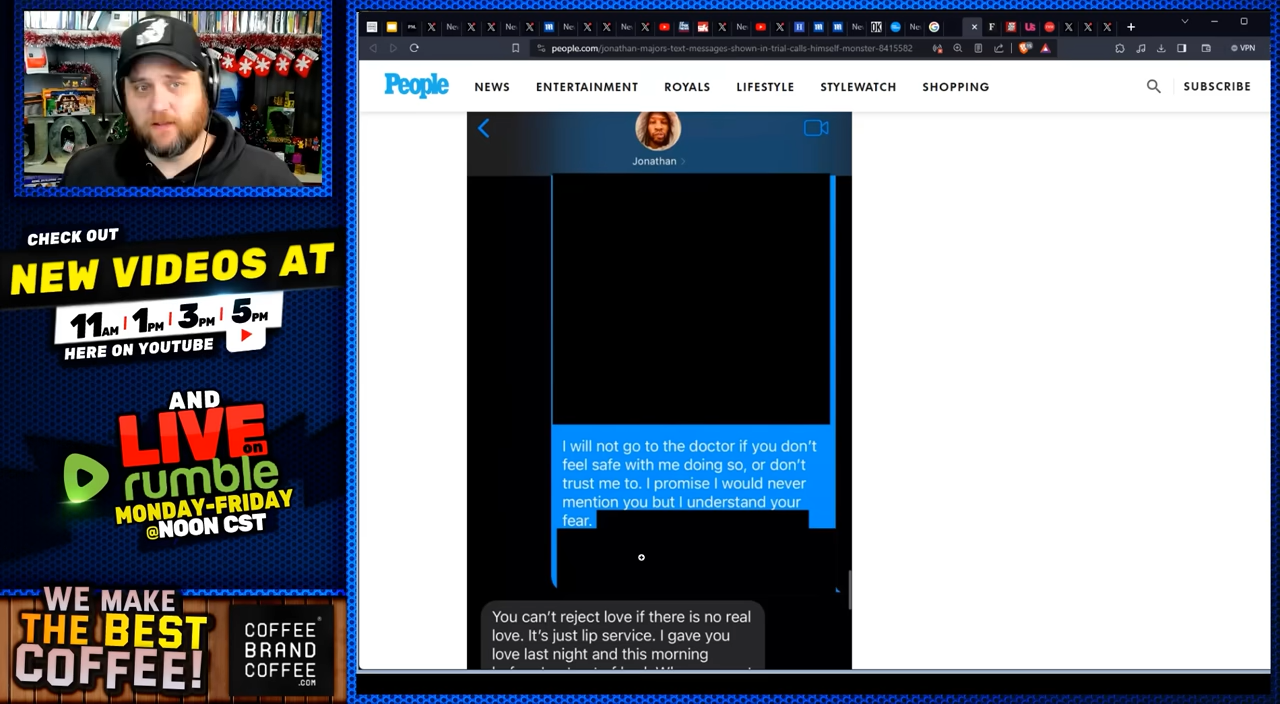 CHECK OUT
NEW VIDEOS AT
11AM | 1PM | 3PM | 5PM
HERE ON YOUTUBE
AND
LIVE on
rumble
MONDAY-FRIDAY
@NOON CST
WE MAKE
THE BEST
COFFEE!
COFFEE
BRAND
COFFEE
.COM
people.com/jonathan-majors-text-messages-shown-in-trial-calls-himself-monster-8415582
VPN
People
NEWS
ENTERTAINMENT
ROYALS
LIFESTYLE
STYLEWATCH
SHOPPING
SUBSCRIBE
Jonathan
I will not go to the doctor if you don’t
feel safe with me doing so, or don’t
trust me to. I promise I would never
mention you but I understand your
fear.
You can’t reject love if there is no real
love. It’s just lip service. I gave you
love last night and this morning